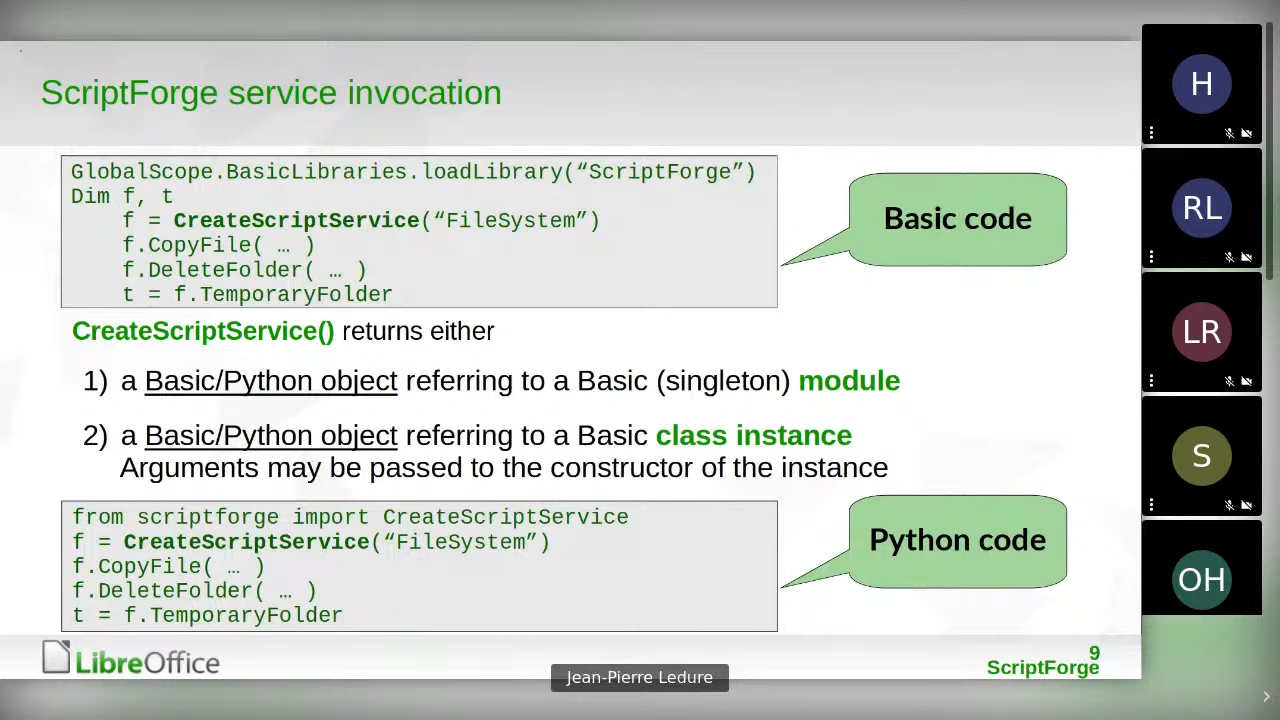 ScriptForge service invocation
GlobalScope.BasicLibraries.loadLibrary(“ScriptForge”)
Dim f, t
f = CreateScriptService(“FileSystem”)
f.CopyFile( … )
f.DeleteFolder( … )
t = f.TemporaryFolder
Basic code
CreateScriptService() returns either
1) a Basic/Python object referring to a Basic (singleton) module
2) a Basic/Python object referring to a Basic class instance
Arguments may be passed to the constructor of the instance
from scriptforge import CreateScriptService
f = CreateScriptService(“FileSystem”)
f.CopyFile( … )
f.DeleteFolder( … )
t = f.TemporaryFolder
Python code
LibreOffice
9
ScriptForge
Jean-Pierre Ledure
H
RL
LR
S
OH